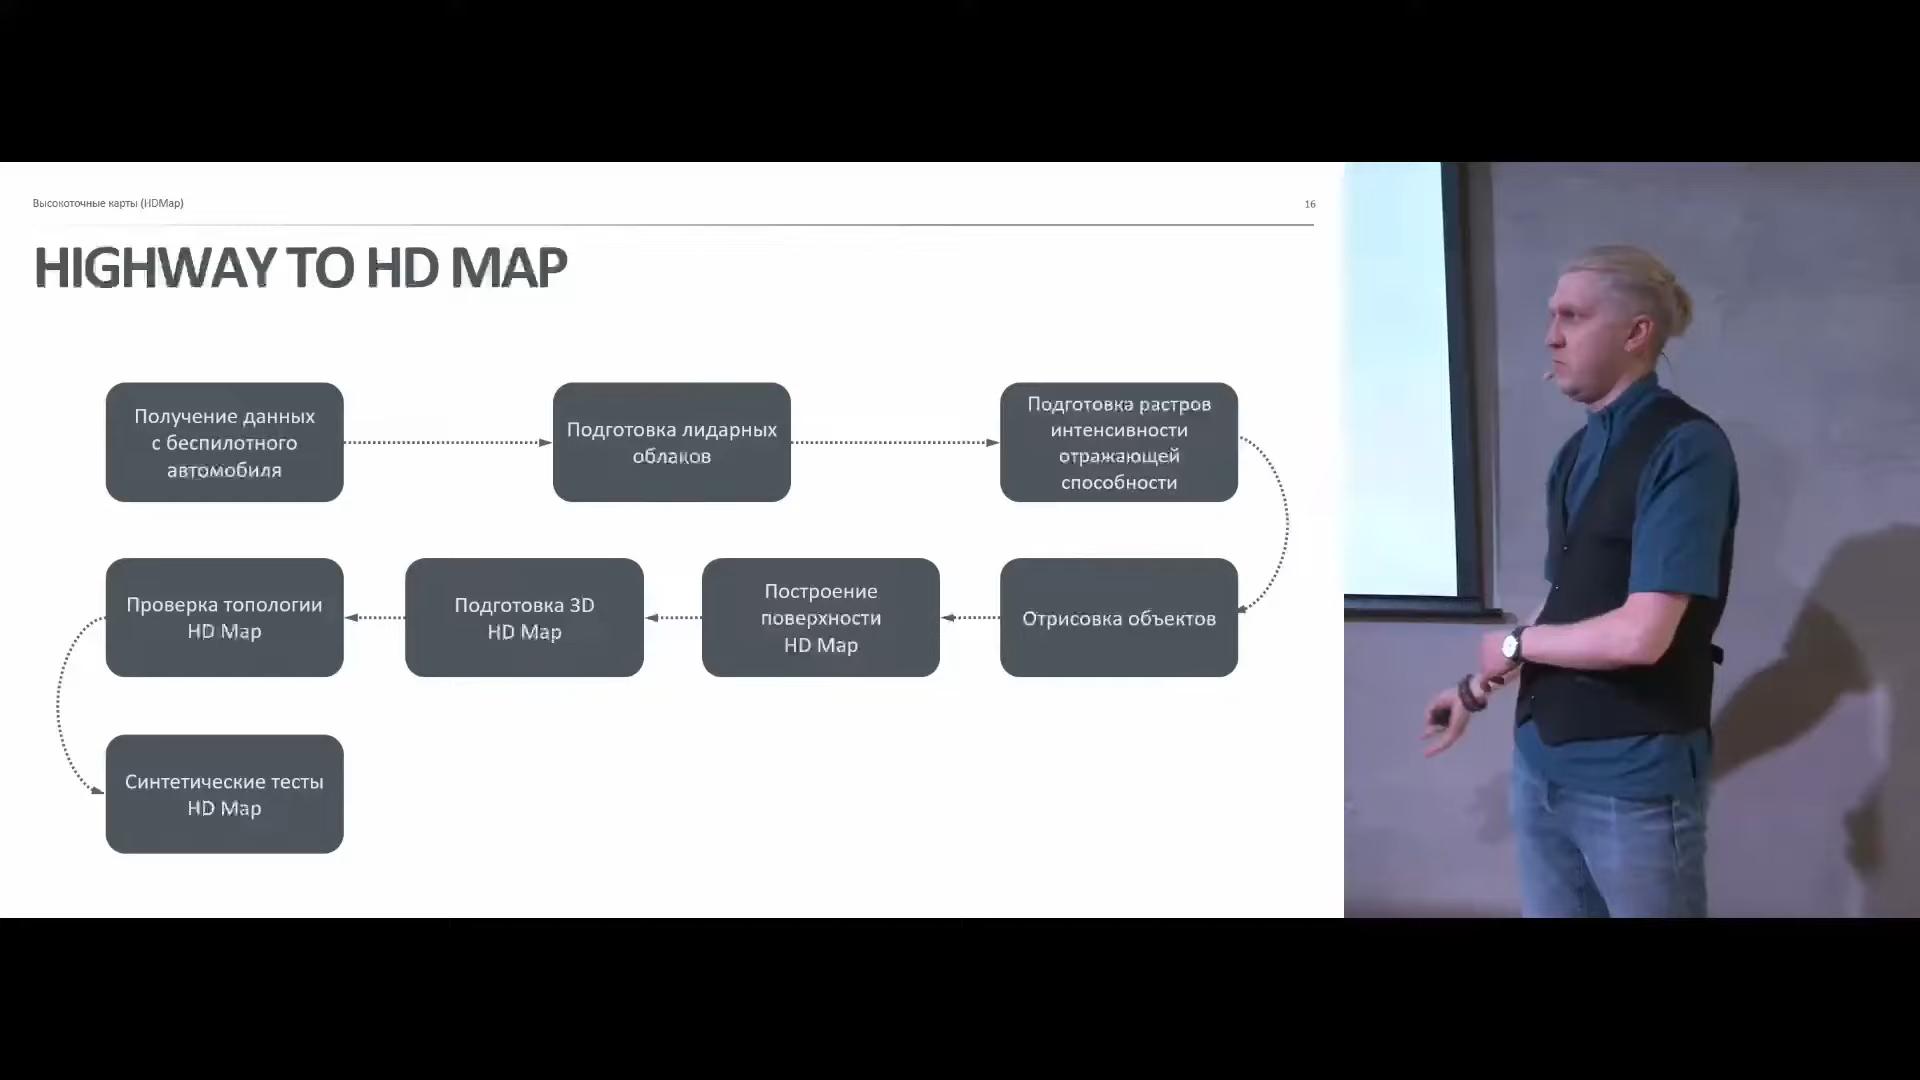 Высокоточные карты (HDMap)
16
HIGHWAY TO HD MAP
Получение данных
с беспилотного
автомобиля
Подготовка лидарных
облаков
Подготовка растров
интенсивности
отражающей
способности
Проверка топологии
HD Map
Подготовка 3D
HD Map
Построение
поверхности
HD Map
Отрисовка объектов
Синтетические тесты
HD Map